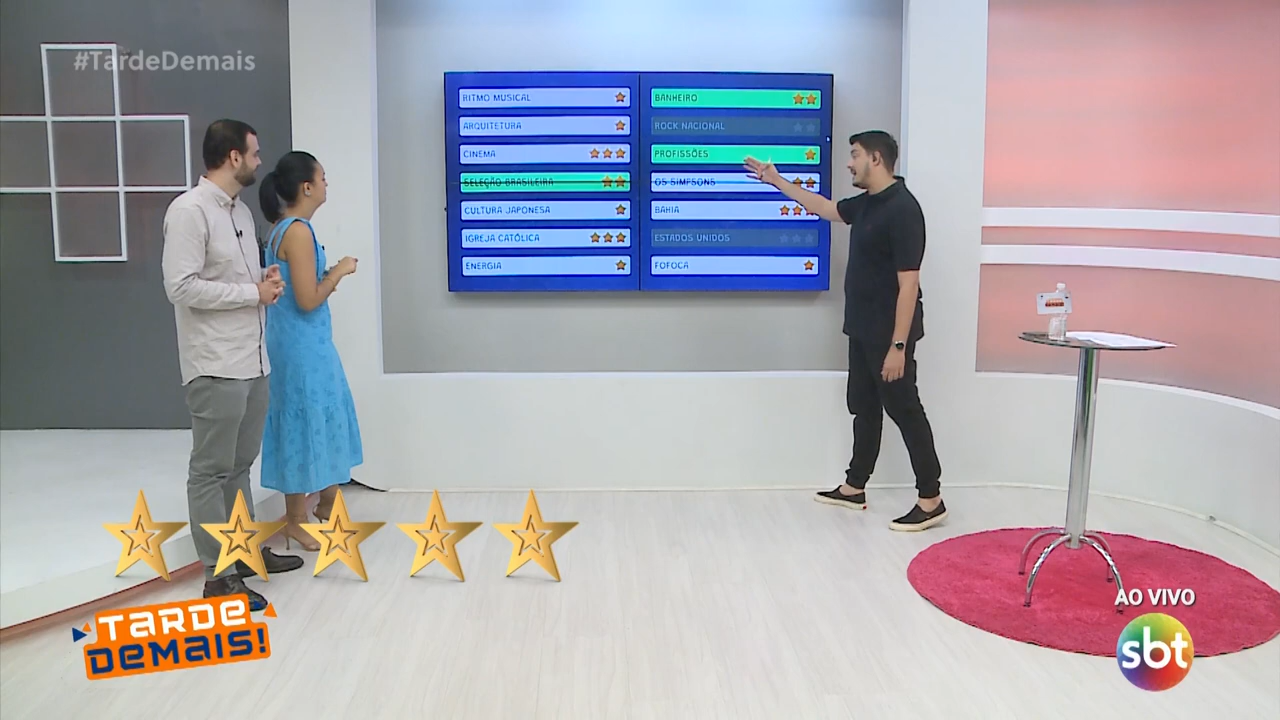 #TardeDemais
RITMO MUSICAL
ARQUITETURA
CINEMA
SELEÇÃO BRASILEIRA
CULTURA JAPONESA
IGREJA CATÓLICA
ENERGIA
BANHEIRO
ROCK NACIONAL
PROFISSÕES
OS SIMPSONS
BAHIA
ESTADOS UNIDOS
FOFOCA
TARDE
DEMAIS!
AO VIVO
sbt